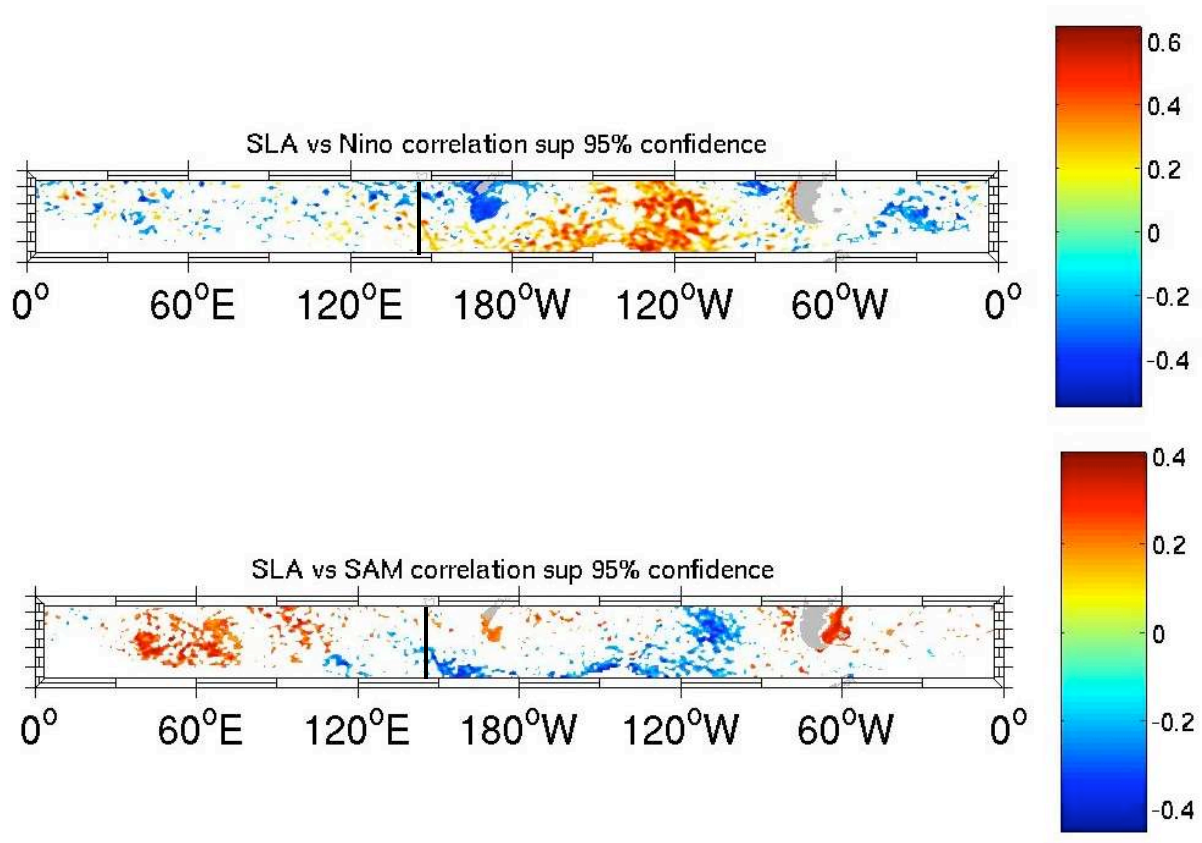 SLA vs Nino correlation sup 95% confidence
0°
60°E
120°E
180°W
120°W
60°W
0°
0.6
0.4
0.2
0
-0.2
-0.4
SLA vs SAM correlation sup 95% confidence
0°
60°E
120°E
180°W
120°W
60°W
0°
0.4
0.2
0
-0.2
-0.4